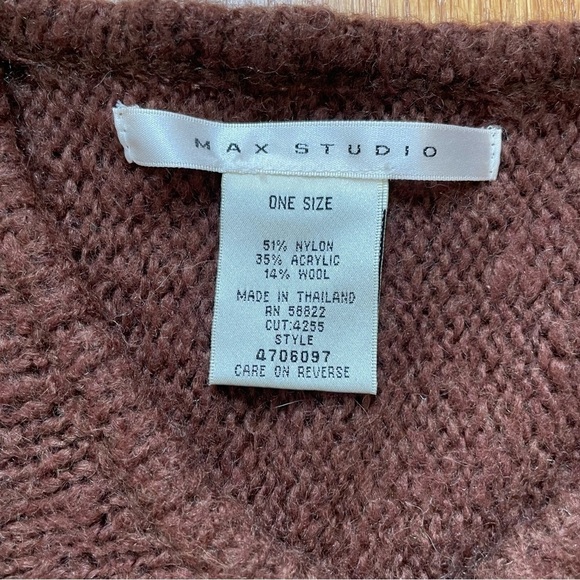 MAX STUDIO
ONE SIZE
51% NYLON
35% ACRYLIC
14% WOOL
MADE IN THAILAND
RN 56822
CUT:4255
STYLE
4706097
CARE ON REVERSE